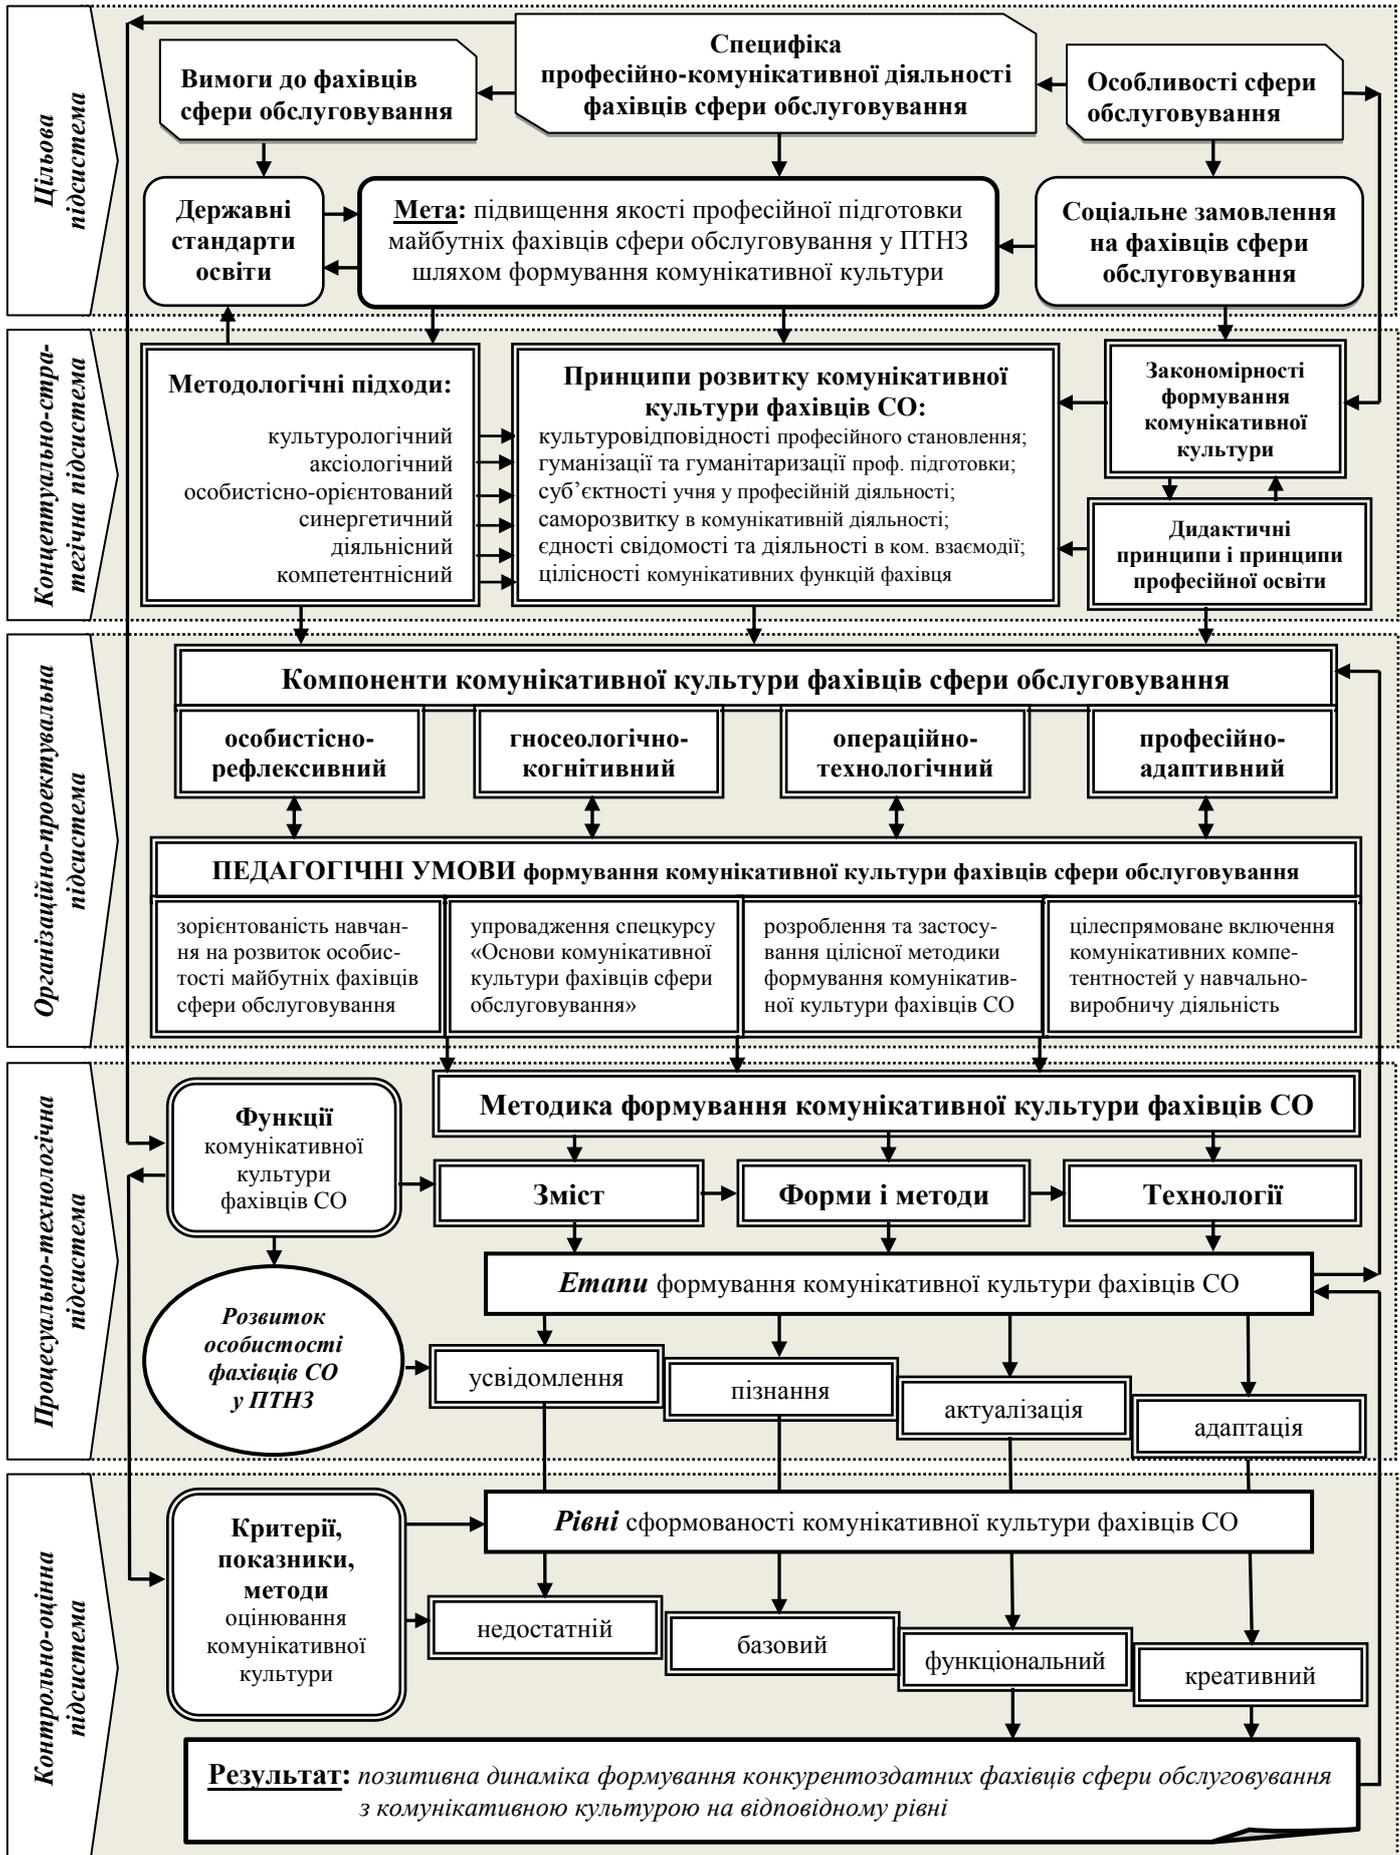 Цільова
підсистема
Специфіка
професійно-комунікативної діяльності
фахівців сфери обслуговування
Вимоги до фахівців
сфери обслуговування
Особливості сфери
обслуговування
Державні
стандарти
освіти
Мета: підвищення якості професійної підготовки
майбутніх фахівців сфери обслуговування у ПТНЗ
шляхом формування комунікативної культури
Соціальне замовлення
на фахівців сфери
обслуговування
Концептуально-стра-
тегічна підсистема
Методологічні підходи:
культурологічний
аксіологічний
особистісно-орієнтований
синергетичний
діяльнісний
компетентнісний
Принципи розвитку комунікативної
культури фахівців СО:
культуровідповідності професійного становлення;
гуманізації та гуманітаризації проф. підготовки;
суб’єктності учня у професійній діяльності;
саморозвитку в комунікативній діяльності;
єдності свідомості та діяльності в ком. взаємодії;
цілісності комунікативних функцій фахівця
Закономірності
формування
комунікативної
культури
Дидактичні
принципи і принципи
професійної освіти
Організаційно-проектувальна
підсистема
Компоненти комунікативної культури фахівців сфери обслуговування
особистісно-
рефлексивний
гносеологічно-
когнітивний
операційно-
технологічний
професійно-
адаптивний
ПЕДАГОГІЧНІ УМОВИ формування комунікативної культури фахівців сфери обслуговування
зорієнтованість навчан-
ня на розвиток особис-
тості майбутніх фахівців
сфери обслуговування
упровадження спецкурсу
«Основи комунікативної
культури фахівців сфери
обслуговування»
розроблення та застосу-
вання цілісної методики
формування комунікатив-
ної культури фахівців СО
цілеспрямоване включення
комунікативних компе-
тентностей у навчально-
виробничу діяльність
Процесуально-технологічна
підсистема
Функції
комунікативної
культури
фахівців СО
Методика формування комунікативної культури фахівців СО
Зміст
Форми і методи
Технології
Етапи формування комунікативної культури фахівців СО
Розвиток
особистості
фахівців СО
у ПТНЗ
усвідомлення
пізнання
актуалізація
адаптація
Контрольно-оцінна
підсистема
Критерії,
показники,
методи
оцінювання
комунікативної
культури
Рівні сформованості комунікативної культури фахівців СО
недостатній
базовий
функціональний
креативний
Результат: позитивна динаміка формування конкурентоздатних фахівців сфери обслуговування
з комунікативною культурою на відповідному рівні